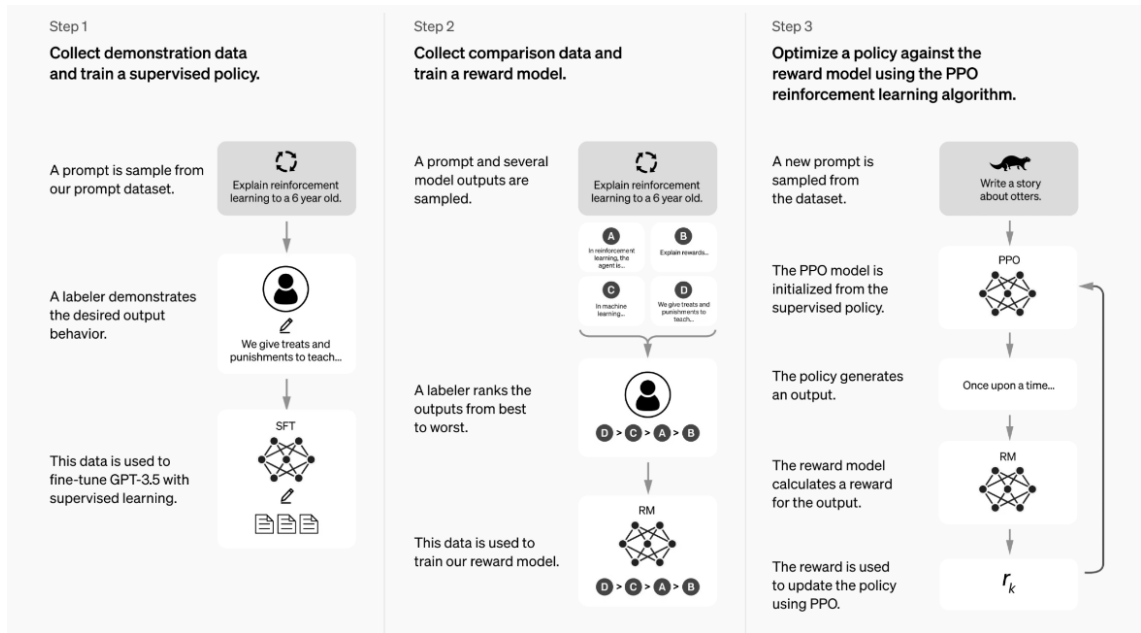 Step 1
Collect demonstration data
and train a supervised policy.
A prompt is sample from
our prompt dataset.
Explain reinforcement
learning to a 6 year old.
A labeler demonstrates
the desired output
behavior.
We give treats and
punishments to teach...
This data is used to
fine-tune GPT-3.5 with
supervised learning.
SFT
Step 2
Collect comparison data and
train a reward model.
A prompt and several
model outputs are
sampled.
Explain reinforcement
learning to a 6 year old.
A
In reinforcement
learning, the
agent is...
B
Explain rewards...
C
In machine
learning...
D
We give treats and
punishments to
teach...
A labeler ranks the
outputs from best
to worst.
D > C > A > B
This data is used to
train our reward model.
RM
D > C > A > B
Step 3
Optimize a policy against the
reward model using the PPO
reinforcement learning algorithm.
A new prompt is
sampled from
the dataset.
Write a story
about otters.
The PPO model is
initialized from the
supervised policy.
PPO
The policy generates
an output.
Once upon a time...
The reward model
calculates a reward
for the output.
RM
The reward is used
to update the policy
using PPO.
rk